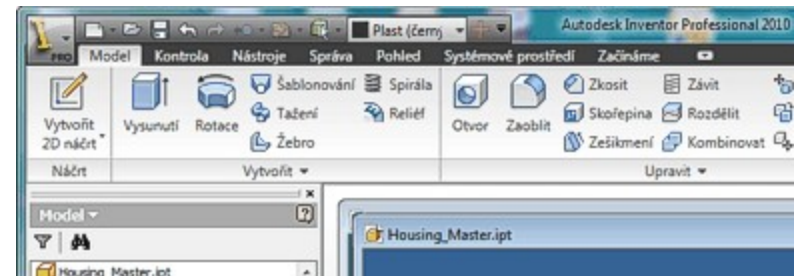 Plast (černý
Autodesk Inventor Professional 2010
PRO
Model Kontrola Nástroje Správa Pohled Systémové prostředí Začínáme
Šablonování Spirála
Zkosit Závit
Tažení Reliéf
Skořepina Rozdělit
Vytvořit 2D náčrt
Vysunutí Rotace
Žebro
Otvor Zaoblit
Zešikmení Kombinovat
Náčrt Vytvořit Upravit
Model
Housing_Master.ipt
Housing_Master.ipt